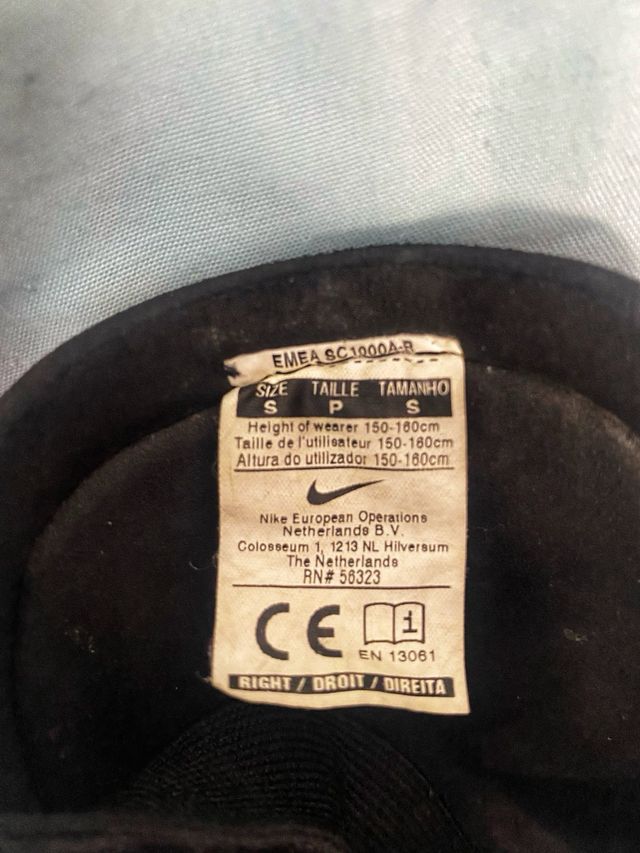 EMEA SC1000A-R
SIZE TAILLE TAMANHO
S P S
Height of wearer 150-160cm
Taille de l'utilisateur 150-160cm
Altura do utilizador 150-160cm
Nike European Operations
Netherlands B.V.
Colosseum 1, 1213 NL Hilversum
The Netherlands
RN# 56323
CE i
EN 13061
RIGHT / DROIT / DIREITA